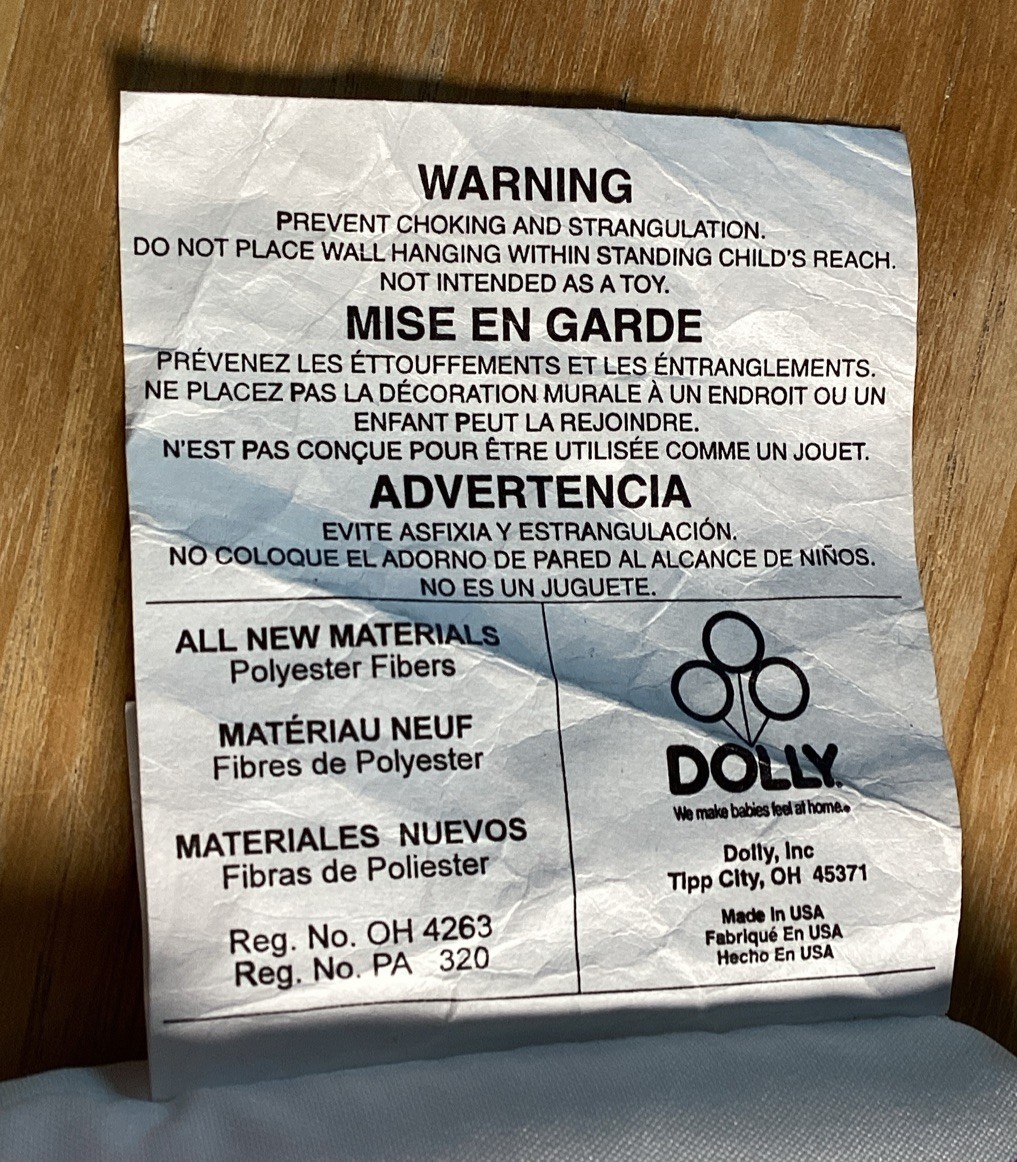 WARNING
PREVENT CHOKING AND STRANGULATION.
DO NOT PLACE WALL HANGING WITHIN STANDING CHILD'S REACH.
NOT INTENDED AS A TOY.
MISE EN GARDE
PRÉVENEZ LES ÉTTOUFFEMENTS ET LES ÉNTRANGLEMENTS.
NE PLACEZ PAS LA DÉCORATION MURALE À UN ENDROIT OU UN
ENFANT PEUT LA REJOINDRE.
N'EST PAS CONÇUE POUR ÊTRE UTILISÉE COMME UN JOUET.
ADVERTENCIA
EVITE ASFIXIA Y ESTRANGULACIÓN.
NO COLOQUE EL ADORNO DE PARED AL ALCANCE DE NIÑOS.
NO ES UN JUGUETE.
ALL NEW MATERIALS
Polyester Fibers
MATÉRIAU NEUF
Fibres de Polyester
MATERIALES NUEVOS
Fibras de Poliester
Reg. No. OH 4263
Reg. No. PA 320
DOLLY
We make babies feel at home.
Dolly, Inc
Tipp City, OH 45371
Made In USA
Fabriqué En USA
Hecho En USA